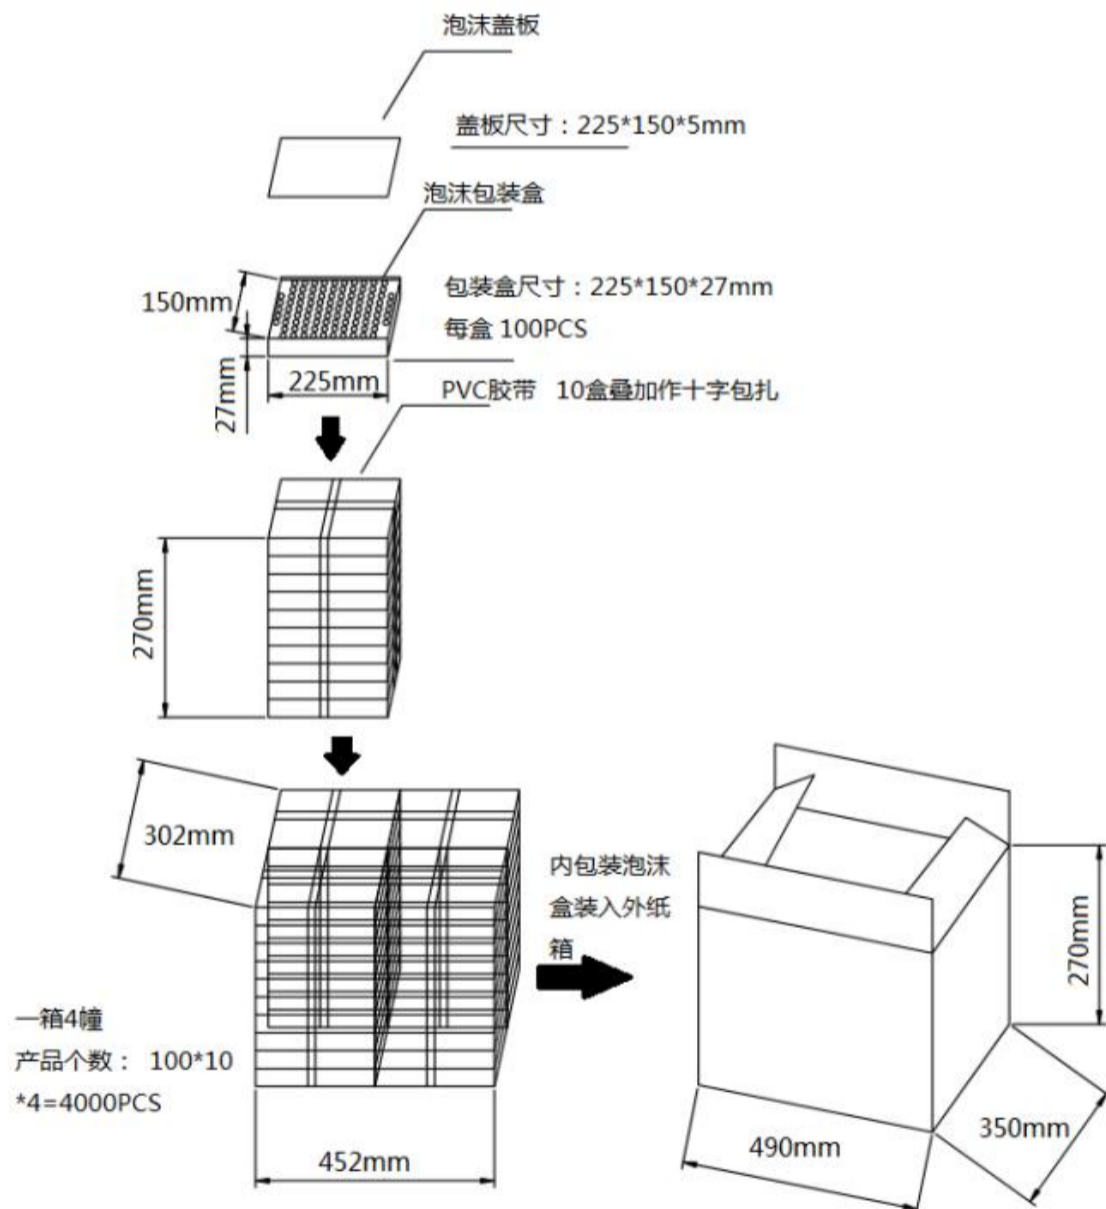 泡沫盖板
盖板尺寸：225*150*5mm
泡沫包装盒
150mm
包装盒尺寸：225*150*27mm
每盒 100PCS
27mm
225mm
PVC胶带 10盒叠加作十字包扎
270mm
302mm
内包装泡沫
盒装入外纸
箱
270mm
一箱4幢
产品个数： 100*10
*4=4000PCS
452mm
490mm
350mm